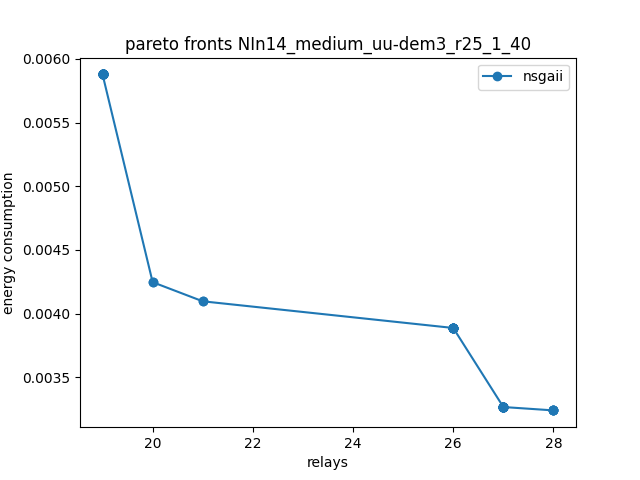 pareto fronts NIn14_medium_uu-dem3_r25_1_40
nsgaii
energy consumption
0.0060
0.0055
0.0050
0.0045
0.0040
0.0035
20
22
24
26
28
relays